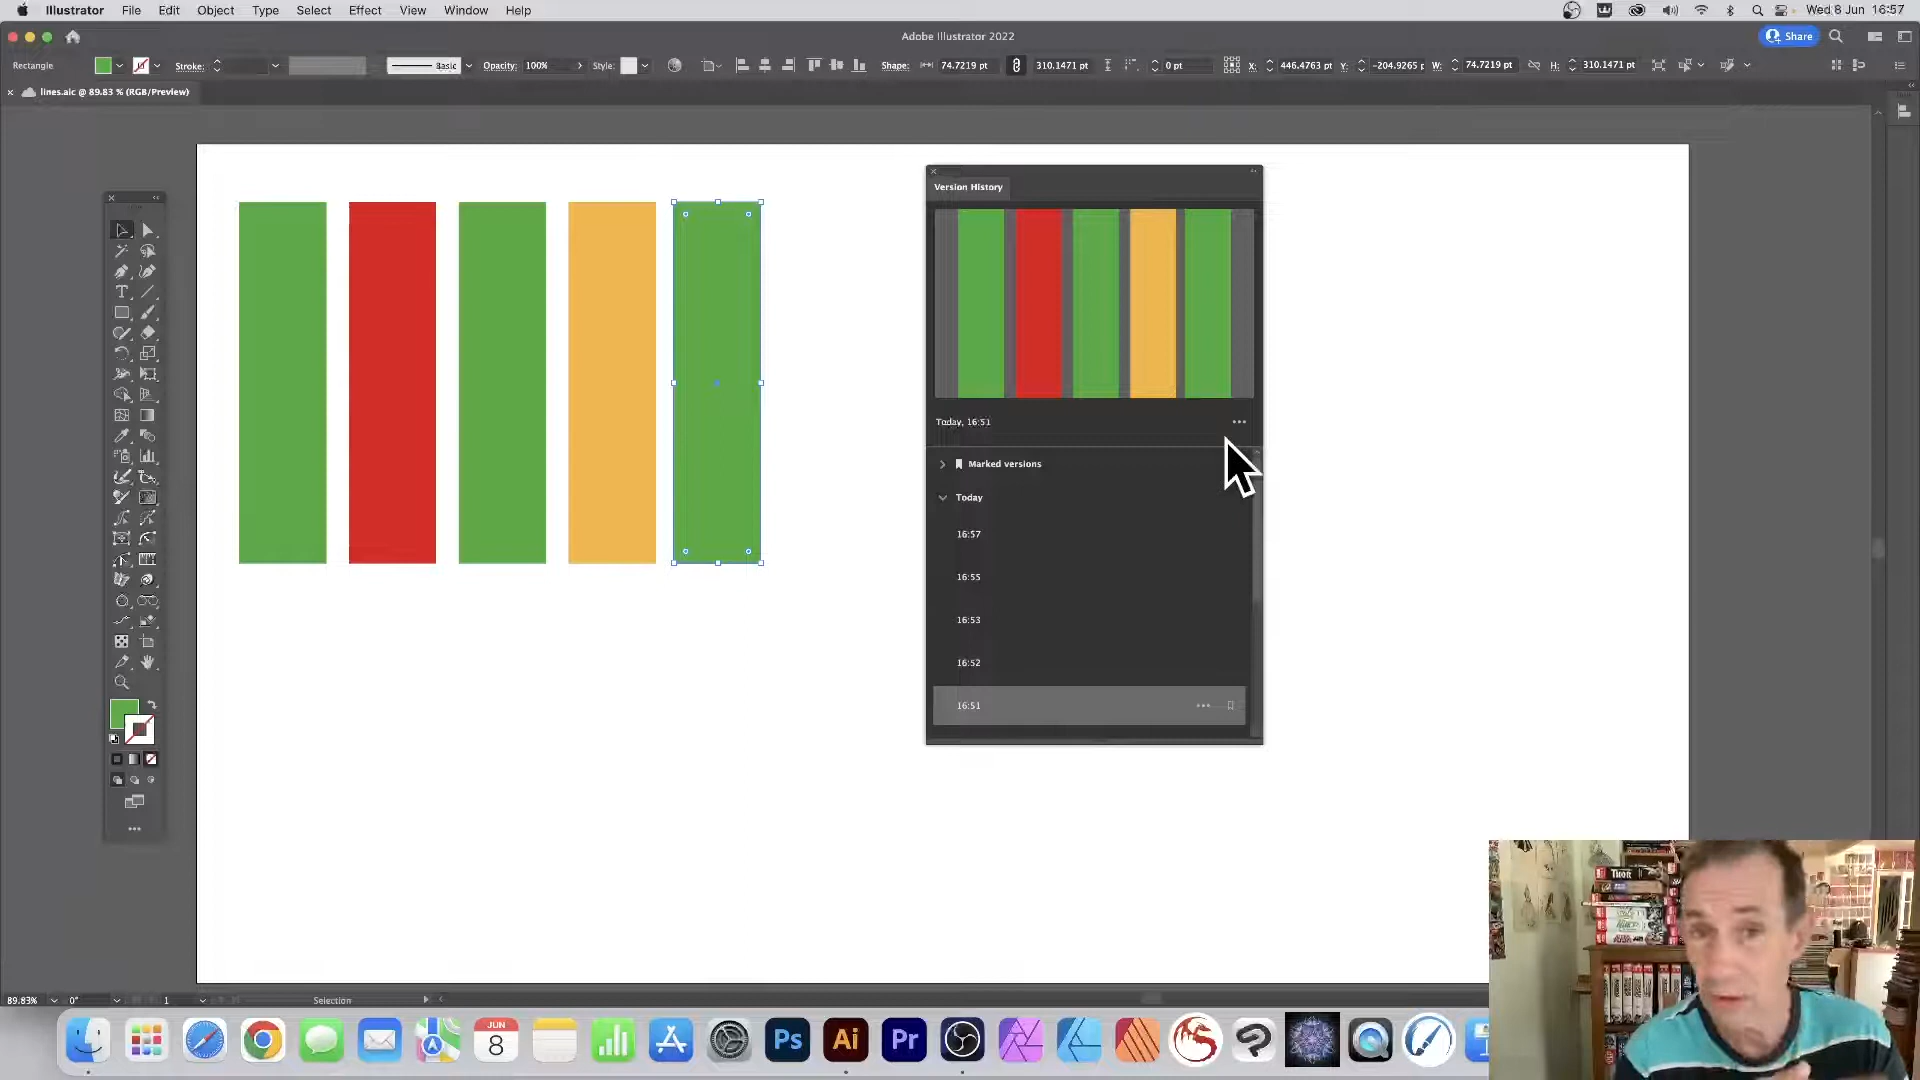 Illustrator File Edit Object Type Select Effect View Window Help
Wed 8 Jun 16:57
Adobe Illustrator 2022
Share
Rectangle
Stroke:
Basic
Opacity: 100%
Style:
Shape: 74.7219 pt 310.1471 pt 0 pt X: 446.4763 pt Y: -204.9265 p W: 74.7219 pt H: 310.1471 pt
lines.aic @ 89.83 % (RGB/Preview)
Version History
Today, 16:51
Marked versions
Today
16:57
16:55
16:53
16:52
16:51
THOR
89.83% 0° 1 Selection
JUN
8
Ps
Ai
Pr